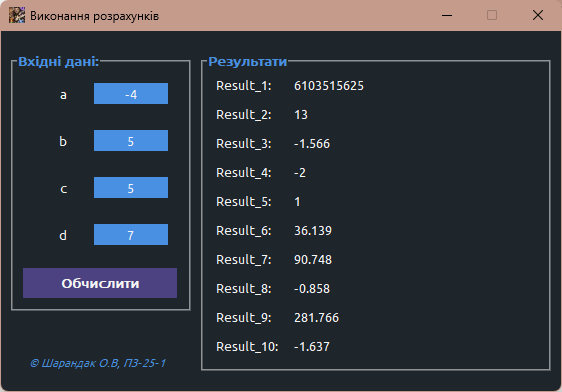 Виконання розрахунків
Вхідні дані:
a -4
b 5
c 5
d 7
Обчислити
© Шарандак О.В, ПЗ-25-1
Результати
Result_1: 6103515625
Result_2: 13
Result_3: -1.566
Result_4: -2
Result_5: 1
Result_6: 36.139
Result_7: 90.748
Result_8: -0.858
Result_9: 281.766
Result_10: -1.637